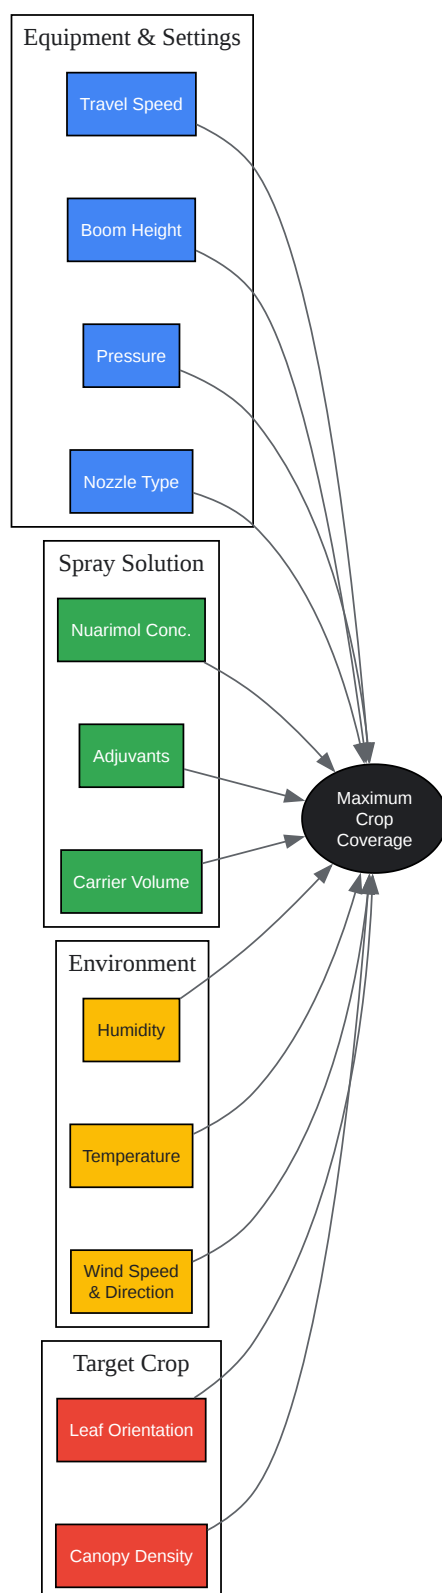 Equipment & Settings
Travel Speed
Boom Height
Pressure
Nozzle Type
Spray Solution
Nuarimol Conc.
Adjuvants
Carrier Volume
Maximum
Crop
Coverage
Environment
Humidity
Temperature
Wind Speed
& Direction
Target Crop
Leaf Orientation
Canopy Density